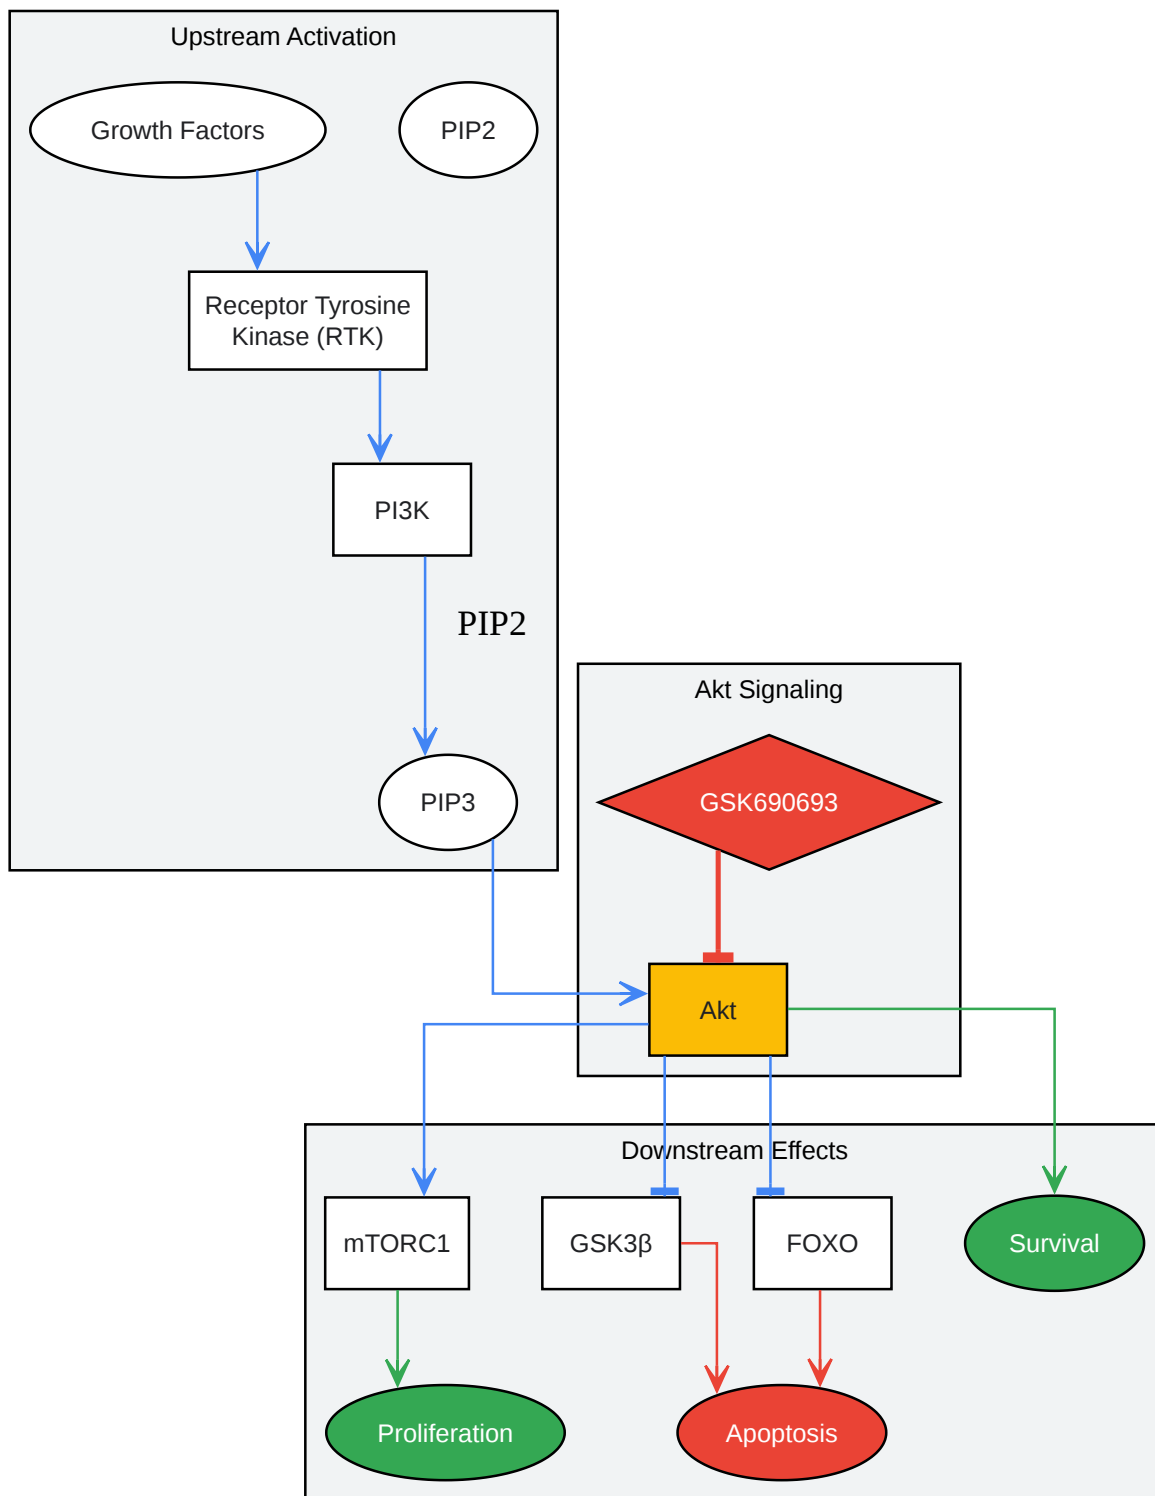 Upstream Activation
Growth Factors
PIP2
Receptor Tyrosine
Kinase (RTK)
PI3K
PIP2
PIP3
Akt Signaling
GSK690693
Akt
Downstream Effects
mTORC1
GSK3β
FOXO
Survival
Proliferation
Apoptosis